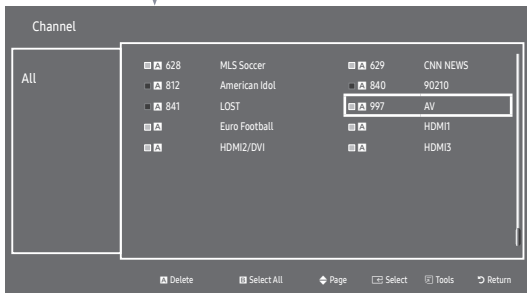 Channel
All
A 628 MLS Soccer A 629 CNN NEWS
A 812 American Idol A 840 90210
A 841 LOST A 997 AV
A Euro Football A HDMI1
A HDMI2/DVI A HDMI3
A Delete B Select All Page Select Tools Return